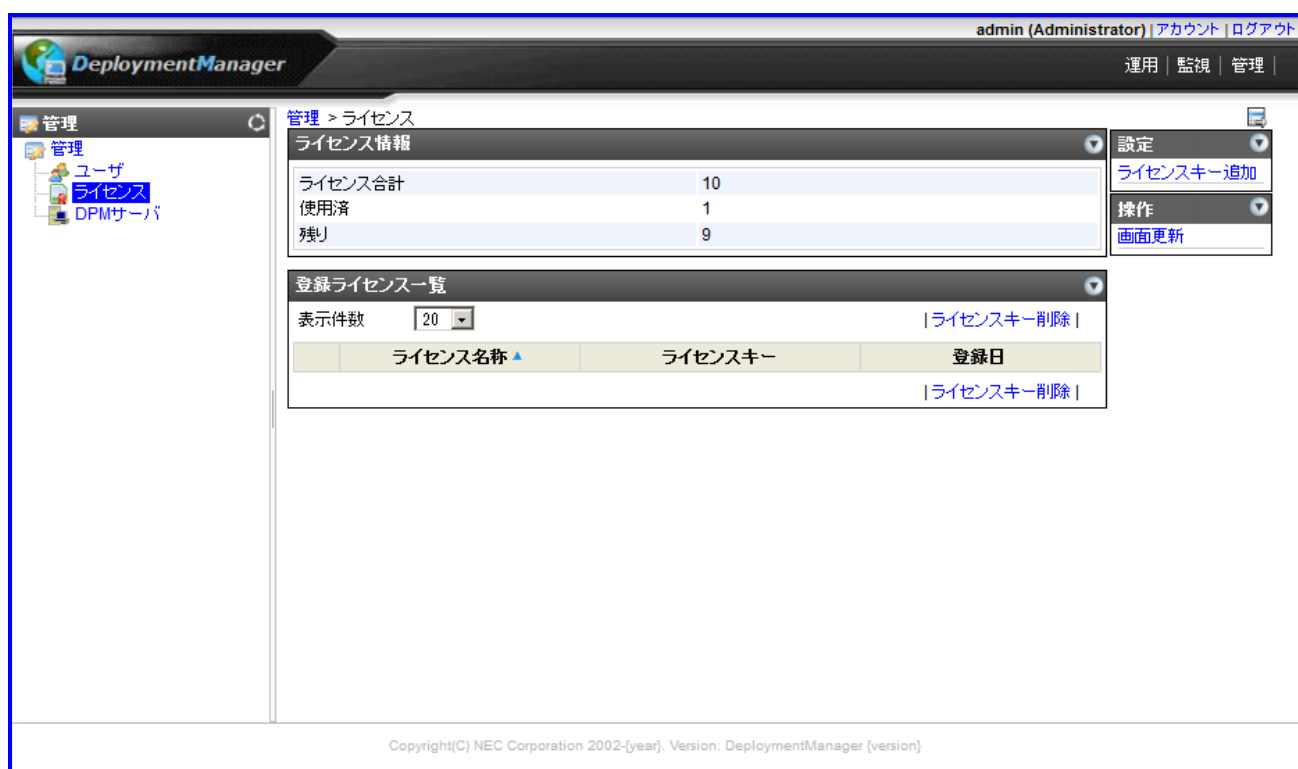 admin (Administrator) | アカウント | ログアウト
DeploymentManager
運用 | 監視 | 管理 |
管理
管理
ユーザ
ライセンス
DPMサーバ
管理 > ライセンス
ライセンス情報
ライセンス合計 10
使用済 1
残り 9
登録ライセンス一覧
表示件数 20 | ライセンスキー削除 |
ライセンス名称 ▲ ライセンスキー 登録日
| ライセンスキー削除 |
設定
ライセンスキー追加
操作
画面更新
Copyright(C) NEC Corporation 2002-{year}. Version: DeploymentManager {version}